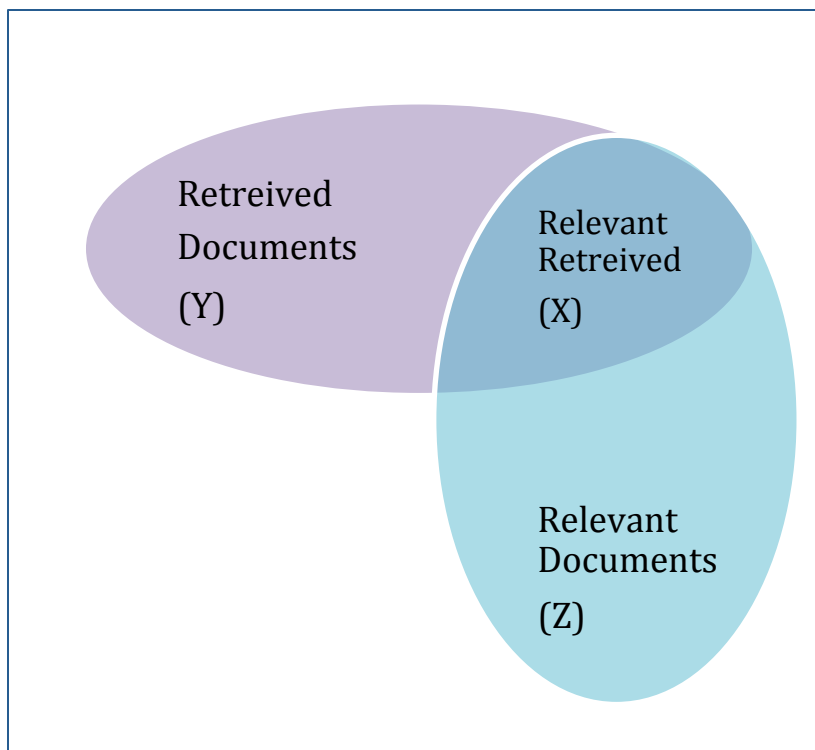 Retreived
Documents
(Y)
Relevant
Retreived
(X)
Relevant
Documents
(Z)